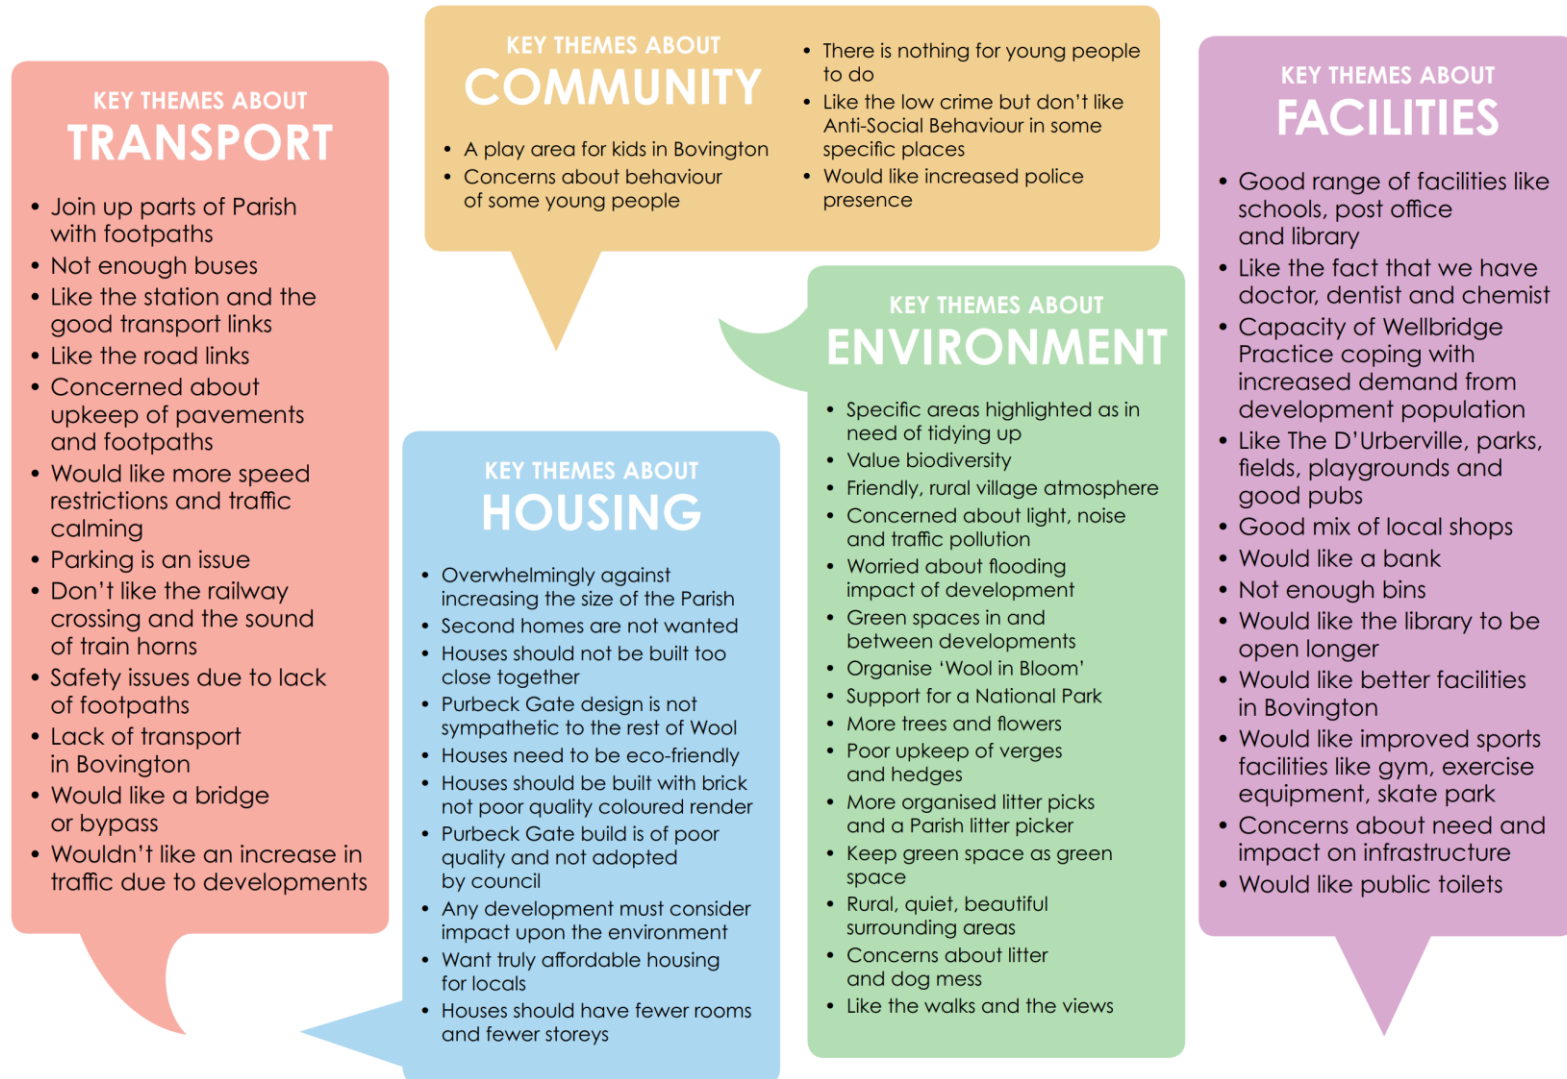 KEY THEMES ABOUT
TRANSPORT
• Join up parts of Parish
with footpaths
• Not enough buses
• Like the station and the
good transport links
• Like the road links
• Concerned about
upkeep of pavements
and footpaths
• Would like more speed
restrictions and traffic
calming
• Parking is an issue
• Don’t like the railway
crossing and the sound
of train horns
• Safety issues due to lack
of footpaths
• Lack of transport
in Bovington
• Would like a bridge
or bypass
• Wouldn’t like an increase in
traffic due to developments
KEY THEMES ABOUT
COMMUNITY
• A play area for kids in Bovington
• Concerns about behaviour
of some young people
• There is nothing for young people
to do
• Like the low crime but don’t like
Anti-Social Behaviour in some
specific places
• Would like increased police
presence
KEY THEMES ABOUT
HOUSING
• Overwhelmingly against
increasing the size of the Parish
• Second homes are not wanted
• Houses should not be built too
close together
• Purbeck Gate design is not
sympathetic to the rest of Wool
• Houses need to be eco-friendly
• Houses should be built with brick
not poor quality coloured render
• Purbeck Gate build is of poor
quality and not adopted
by council
• Any development must consider
impact upon the environment
• Want truly affordable housing
for locals
• Houses should have fewer rooms
and fewer storeys
KEY THEMES ABOUT
ENVIRONMENT
• Specific areas highlighted as in
need of tidying up
• Value biodiversity
• Friendly, rural village atmosphere
• Concerned about light, noise
and traffic pollution
• Worried about flooding
impact of development
• Green spaces in and
between developments
• Organise ‘Wool in Bloom’
• Support for a National Park
• More trees and flowers
• Poor upkeep of verges
and hedges
• More organised litter picks
and a Parish litter picker
• Keep green space as green
space
• Rural, quiet, beautiful
surrounding areas
• Concerns about litter
and dog mess
• Like the walks and the views
KEY THEMES ABOUT
FACILITIES
• Good range of facilities like
schools, post office
and library
• Like the fact that we have
doctor, dentist and chemist
• Capacity of Wellbridge
Practice coping with
increased demand from
development population
• Like The D’Urberville, parks,
fields, playgrounds and
good pubs
• Good mix of local shops
• Would like a bank
• Not enough bins
• Would like the library to be
open longer
• Would like better facilities
in Bovington
• Would like improved sports
facilities like gym, exercise
equipment, skate park
• Concerns about need and
impact on infrastructure
• Would like public toilets